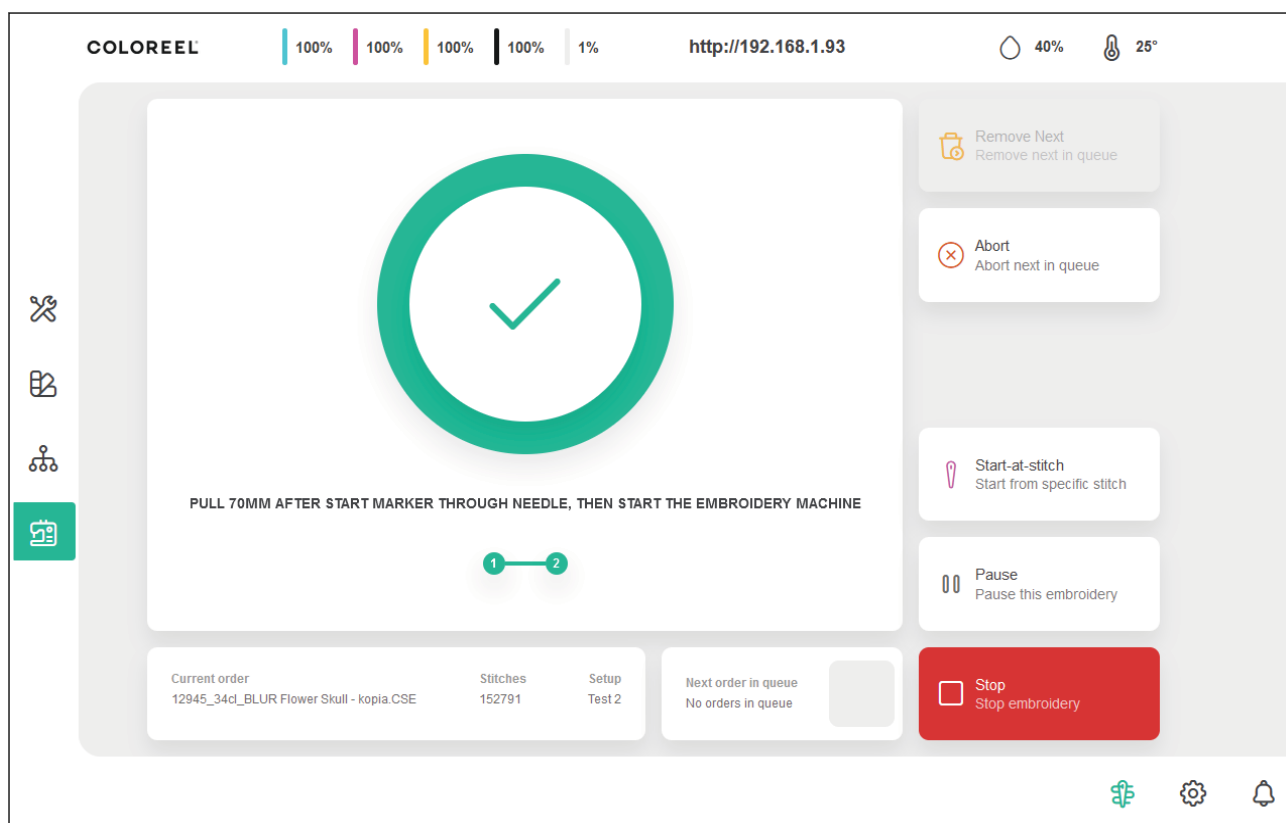 COLOREEL
100% 100% 100% 100% 1%
http://192.168.1.93
40% 25°
Remove Next
Remove next in queue
Abort
Abort next in queue
Start-at-stitch
Start from specific stitch
PULL 70MM AFTER START MARKER THROUGH NEEDLE, THEN START THE EMBROIDERY MACHINE
1 2
Pause
Pause this embroidery
Current order Stitches Setup
12945_34cl_BLUR Flower Skull - kopia.CSE 152791 Test 2
Next order in queue
No orders in queue
Stop
Stop embroidery